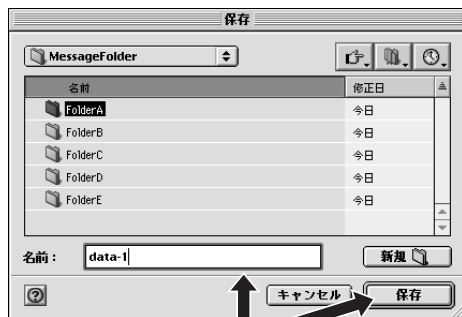 保存
MessageFolder
名前 修正日
FolderA 今日
FolderB 今日
FolderC 今日
FolderD 今日
FolderE 今日
名前： data-1 新規
? キャンセル 保存